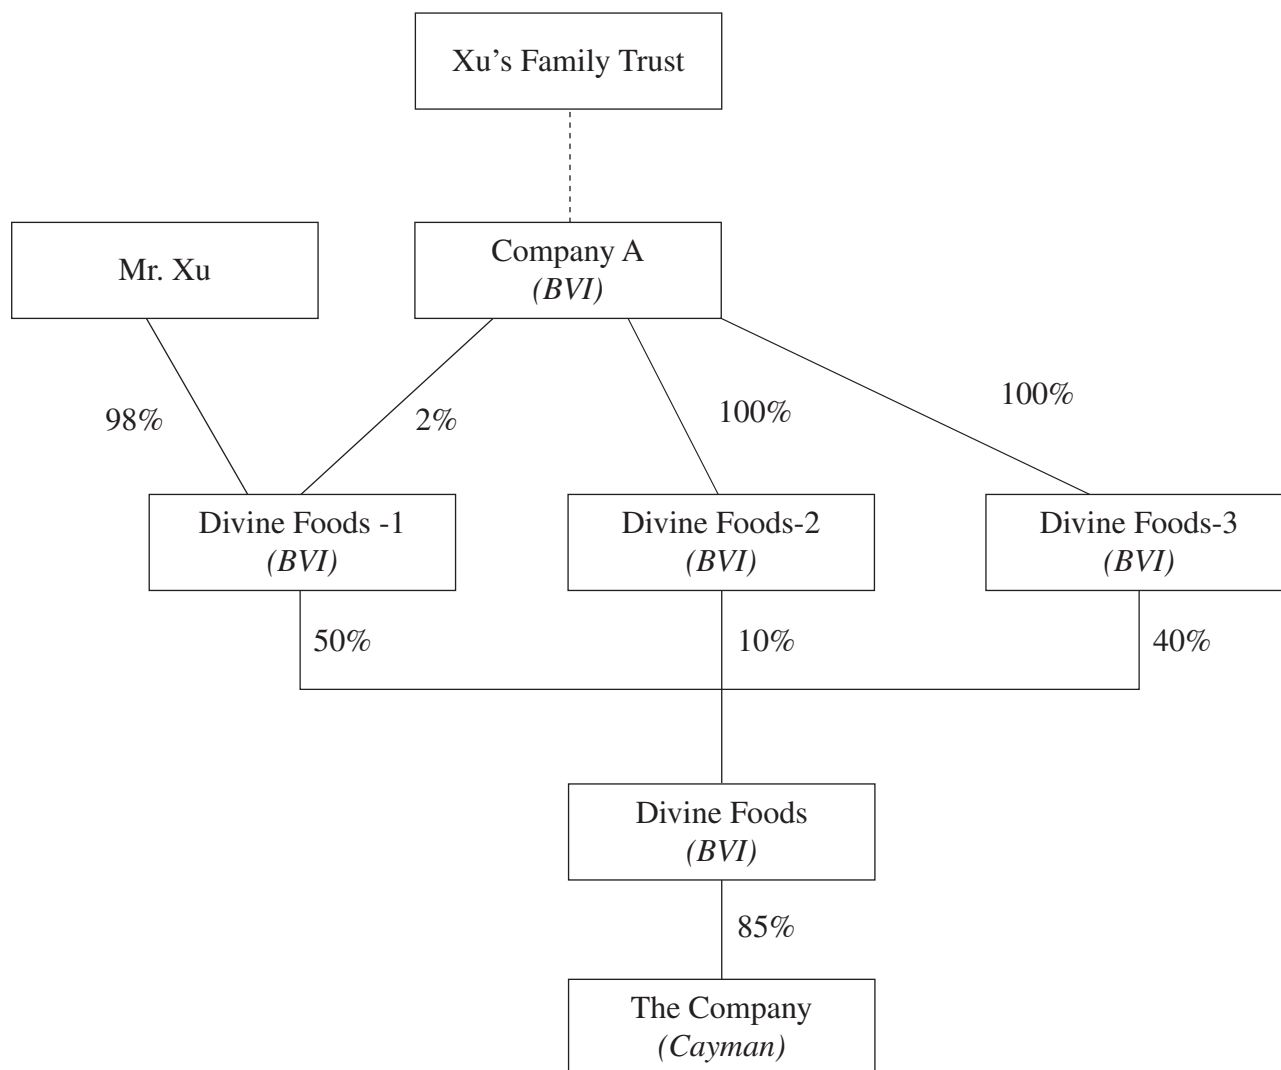 Xu’s Family Trust
Mr. Xu
Company A
(BVI)
98%
2%
100%
100%
Divine Foods -1
(BVI)
Divine Foods-2
(BVI)
Divine Foods-3
(BVI)
50%
10%
40%
Divine Foods
(BVI)
85%
The Company
(Cayman)